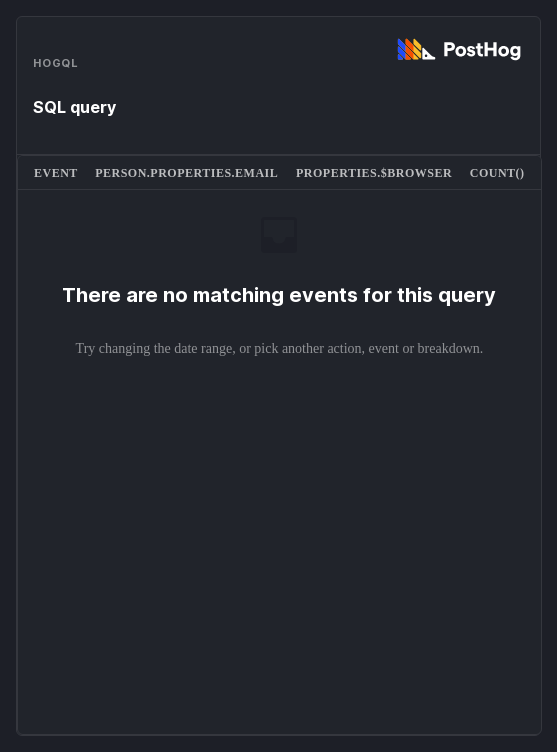 HOGQL
PostHog
SQL query
EVENT PERSON.PROPERTIES.EMAIL PROPERTIES.$BROWSER COUNT()
There are no matching events for this query
Try changing the date range, or pick another action, event or breakdown.